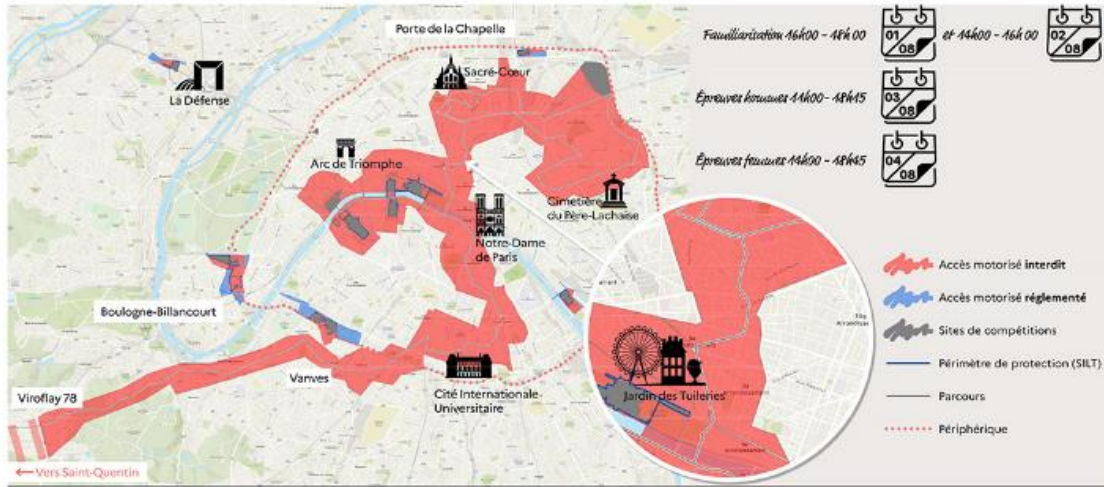 Porte de la Chapelle
Sacré-Cœur
La Défense
Arc de Triomphe
Cimetière
du Père-Lachaise
Notre-Dame
de Paris
Boulogne-Billancourt
Vanves
Cité Internationale-
Universitaire
Viroflay 78
← Vers Saint-Quentin
Jardin des Tuileries
Familiarisation 16h00 - 18h00
01
08
et 14h00 - 16h00
02
08
Épreuves hommes 11h00 - 18h15
03
08
Épreuves femmes 14h00 - 18h45
04
08
Accès motorisé interdit
Accès motorisé réglementé
Sites de compétitions
Périmètre de protection (SILT)
Parcours
Périphérique